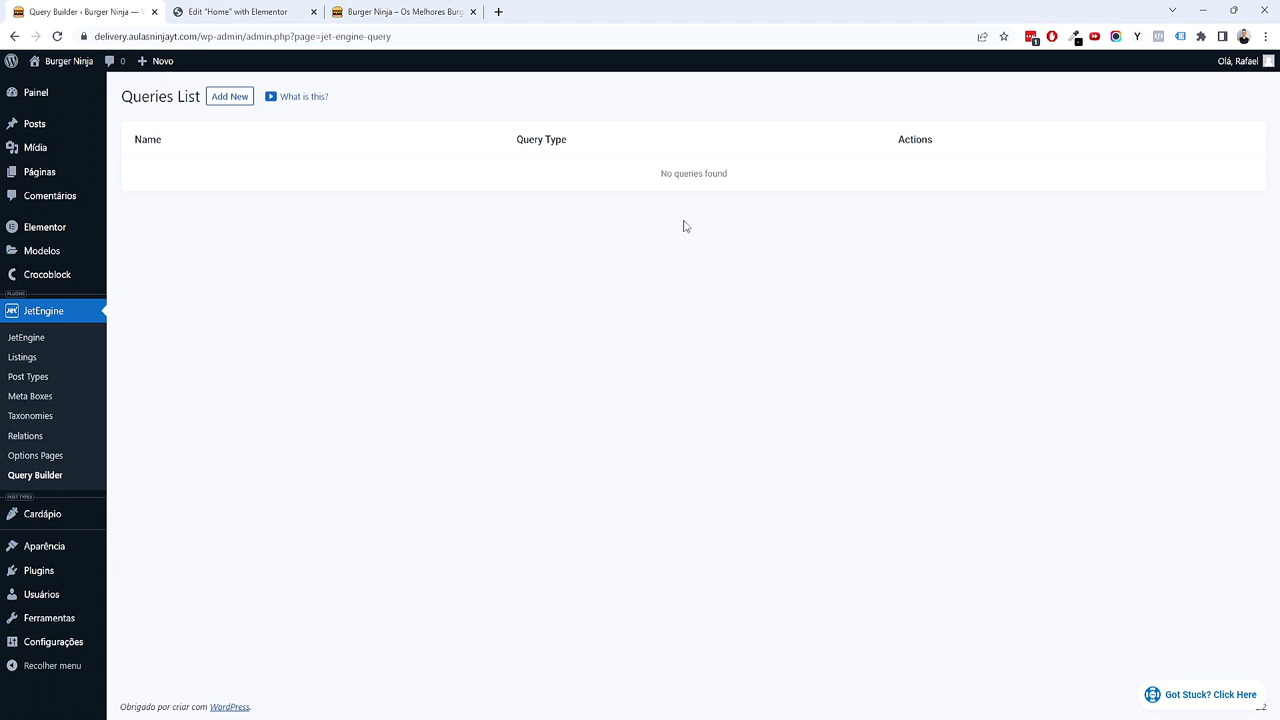 Query Builder ‹ Burger Ninja — W
Edit "Home" with Elementor
Burger Ninja – Os Melhores Burg
delivery.aulasninjayt.com/wp-admin/admin.php?page=jet-engine-query
Burger Ninja
0
Novo
Olá, Rafael
Painel
Posts
Mídia
Páginas
Comentários
Elementor
Modelos
Crocoblock
PLUGINS
JetEngine
JetEngine
Listings
Post Types
Meta Boxes
Taxonomies
Relations
Options Pages
Query Builder
POST TYPES
Cardápio
Aparência
Plugins
Usuários
Ferramentas
Configurações
Recolher menu
Queries List
Add New
What is this?
Name
Query Type
Actions
No queries found
Got Stuck? Click Here
Obrigado por criar com WordPress.